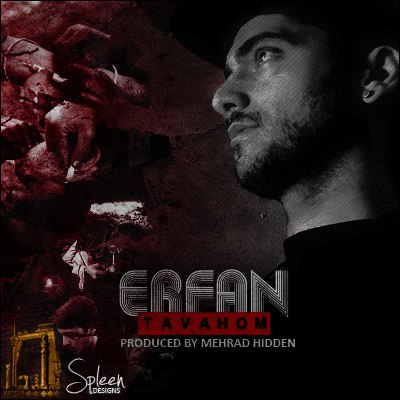 ERFAN
TAVAHOM
PRODUCED BY MEHRAD HIDDEN
Spleen
DESIGNS